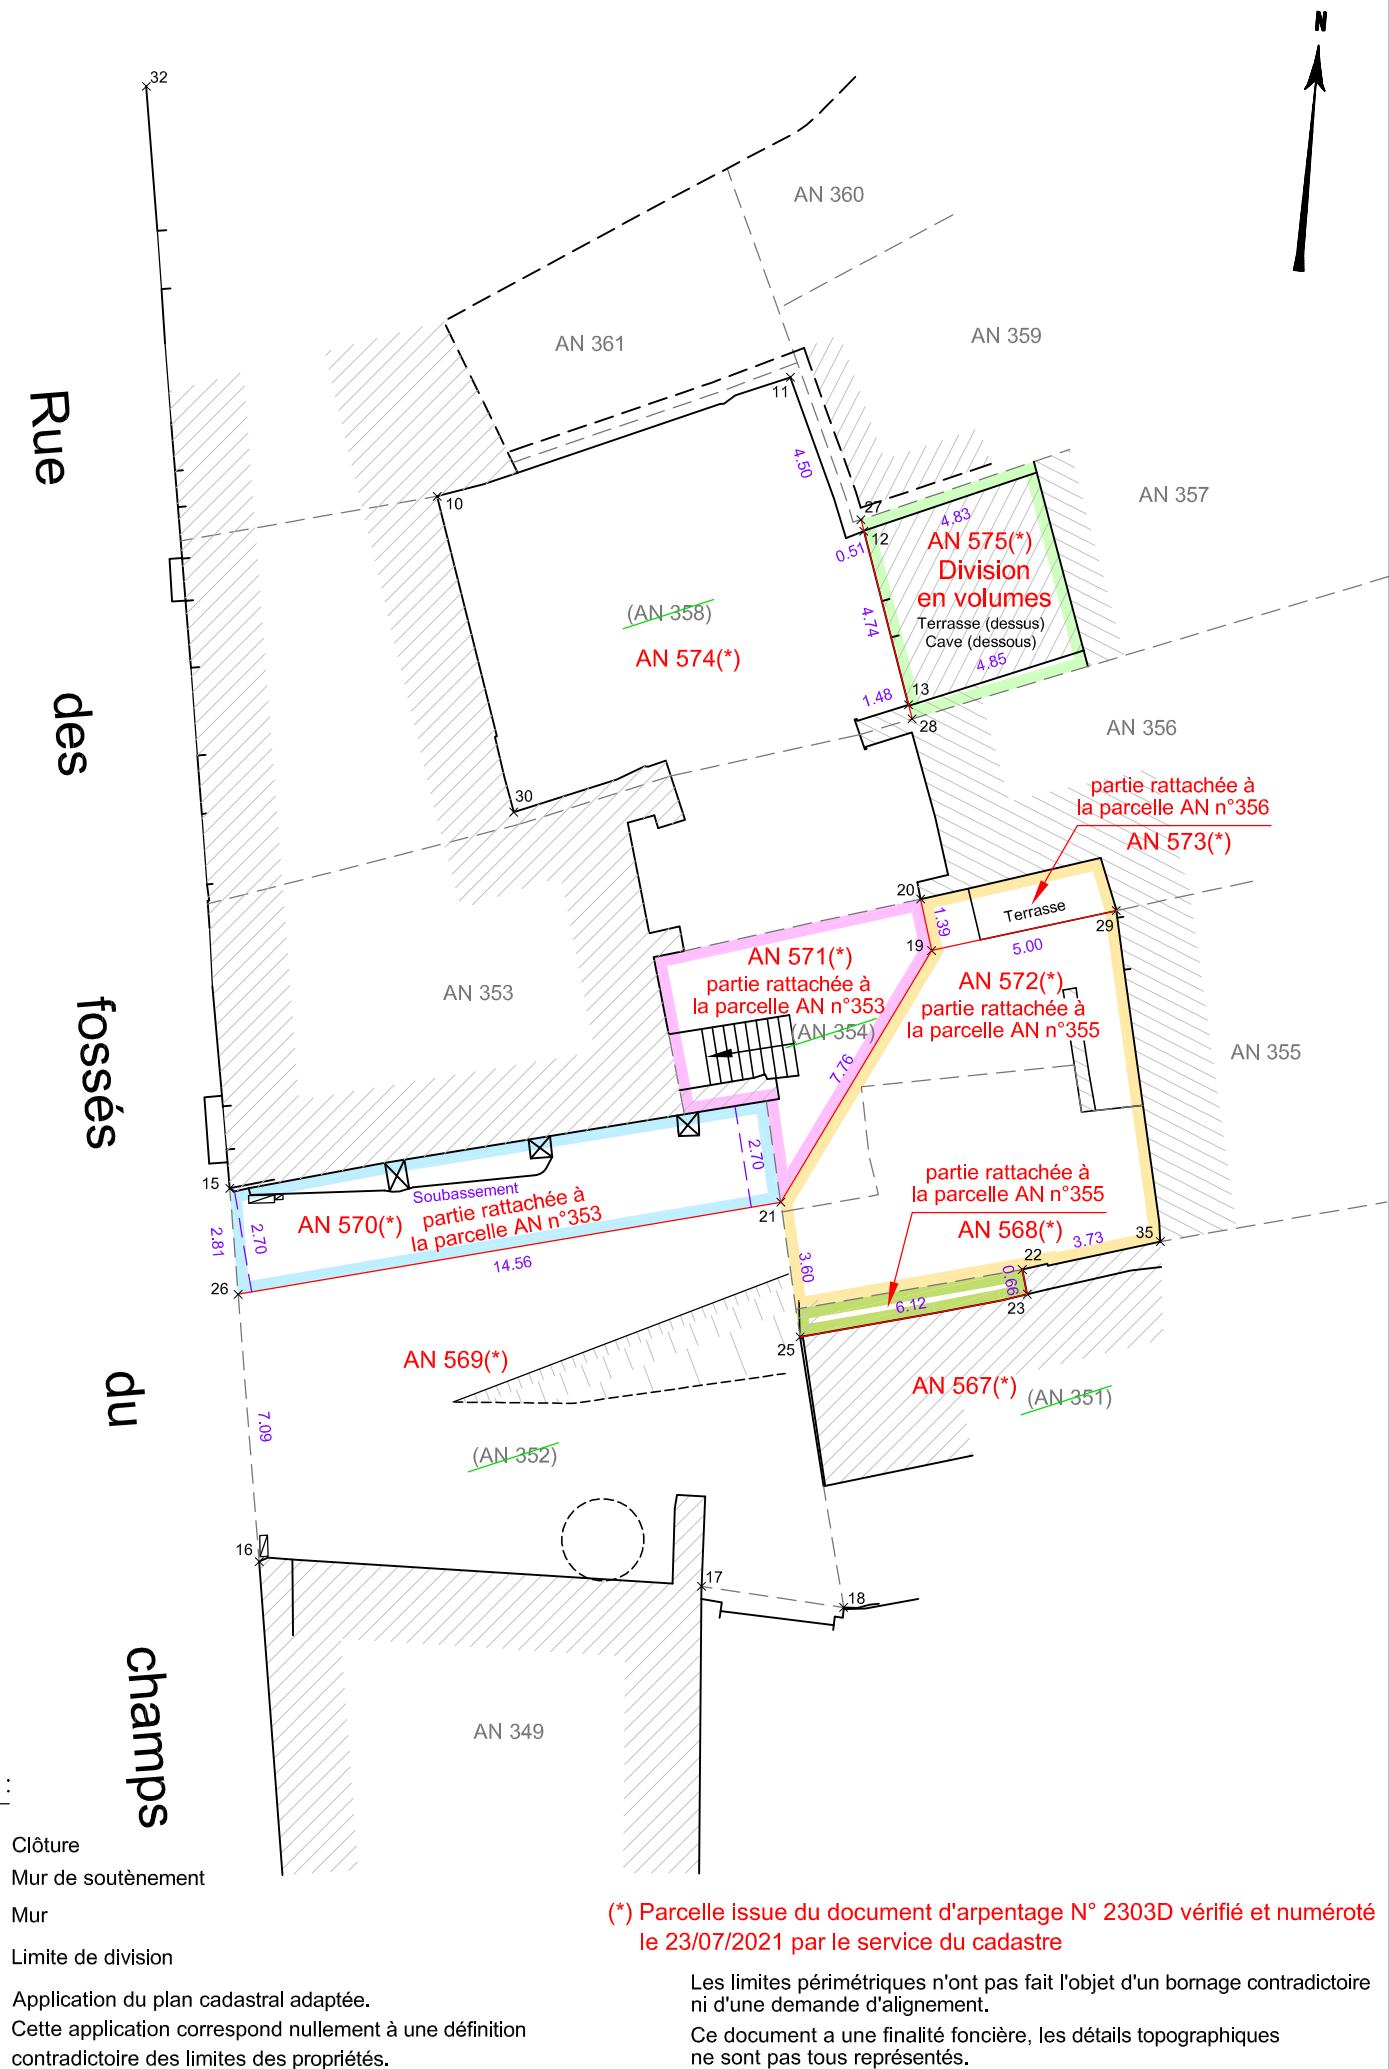 N
32
AN 360
AN 361
AN 359
11
4.50
AN 357
10
27
4.83
12
0.51
AN 575(*)
Division
en volumes
Terrasse (dessus)
Cave (dessous)
4.74
4.85
(AN 358)
AN 574(*)
1.48
13
28
AN 356
partie rattachée à
la parcelle AN n°356
AN 573(*)
30
20
1.39
Terrasse
29
19
5.00
AN 571(*)
partie rattachée à
la parcelle AN n°353
AN 572(*)
partie rattachée à
la parcelle AN n°355
AN 353
(AN 354)
AN 355
7.76
2.70
15
Soubassement
AN 570(*)
partie rattachée à
la parcelle AN n°353
2.81
2.70
14.56
21
26
partie rattachée à
la parcelle AN n°355
AN 568(*)
3.73
35
22
0.66
3.60
6.12
23
25
AN 569(*)
AN 567(*)
(AN 351)
7.09
(AN 352)
16
17
18
AN 349
Rue
des
fossés
du
champs
:
Clôture
Mur de soutènement
Mur
Limite de division
Application du plan cadastral adaptée.
Cette application correspond nullement à une définition
contradictoire des limites des propriétés.
(*) Parcelle issue du document d'arpentage N° 2303D vérifié et numéroté
le 23/07/2021 par le service du cadastre
Les limites périmétriques n'ont pas fait l'objet d'un bornage contradictoire
ni d'une demande d'alignement.
Ce document a une finalité foncière, les détails topographiques
ne sont pas tous représentés.